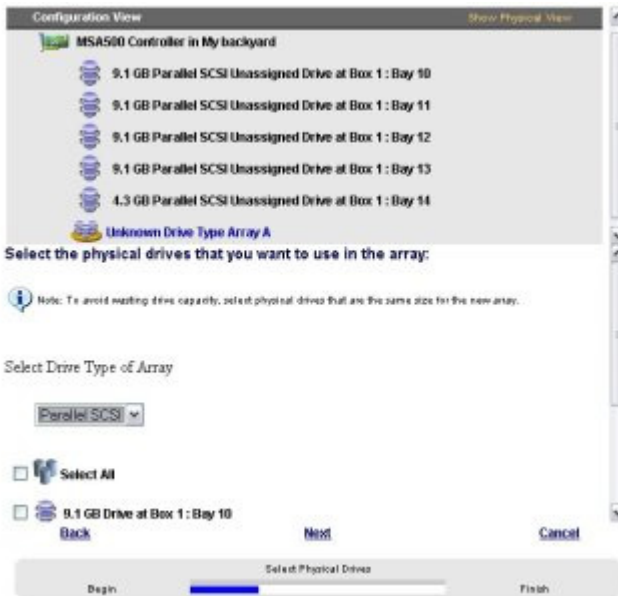 Configuration View Show Physical View
MSA500 Controller in My backyard
9.1 GB Parallel SCSI Unassigned Drive at Box 1 : Bay 10
9.1 GB Parallel SCSI Unassigned Drive at Box 1 : Bay 11
9.1 GB Parallel SCSI Unassigned Drive at Box 1 : Bay 12
9.1 GB Parallel SCSI Unassigned Drive at Box 1 : Bay 13
4.3 GB Parallel SCSI Unassigned Drive at Box 1 : Bay 14
Unknown Drive Type Array A
Select the physical drives that you want to use in the array:
Note: To avoid wasting drive capacity, select physical drives that are the same size for the new array.
Select Drive Type of Array
Parallel SCSI
Select All
9.1 GB Drive at Box 1 : Bay 10
Back Next Cancel
Select Physical Drives
Begin Finish